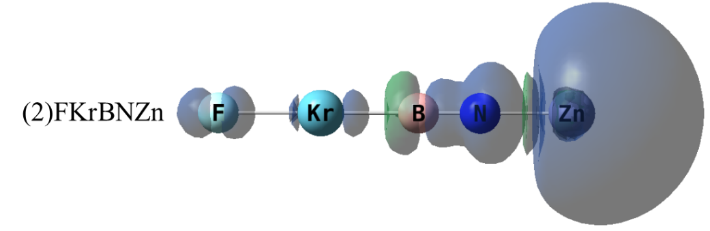 (2)FKrBNZn F Kr B N Zn